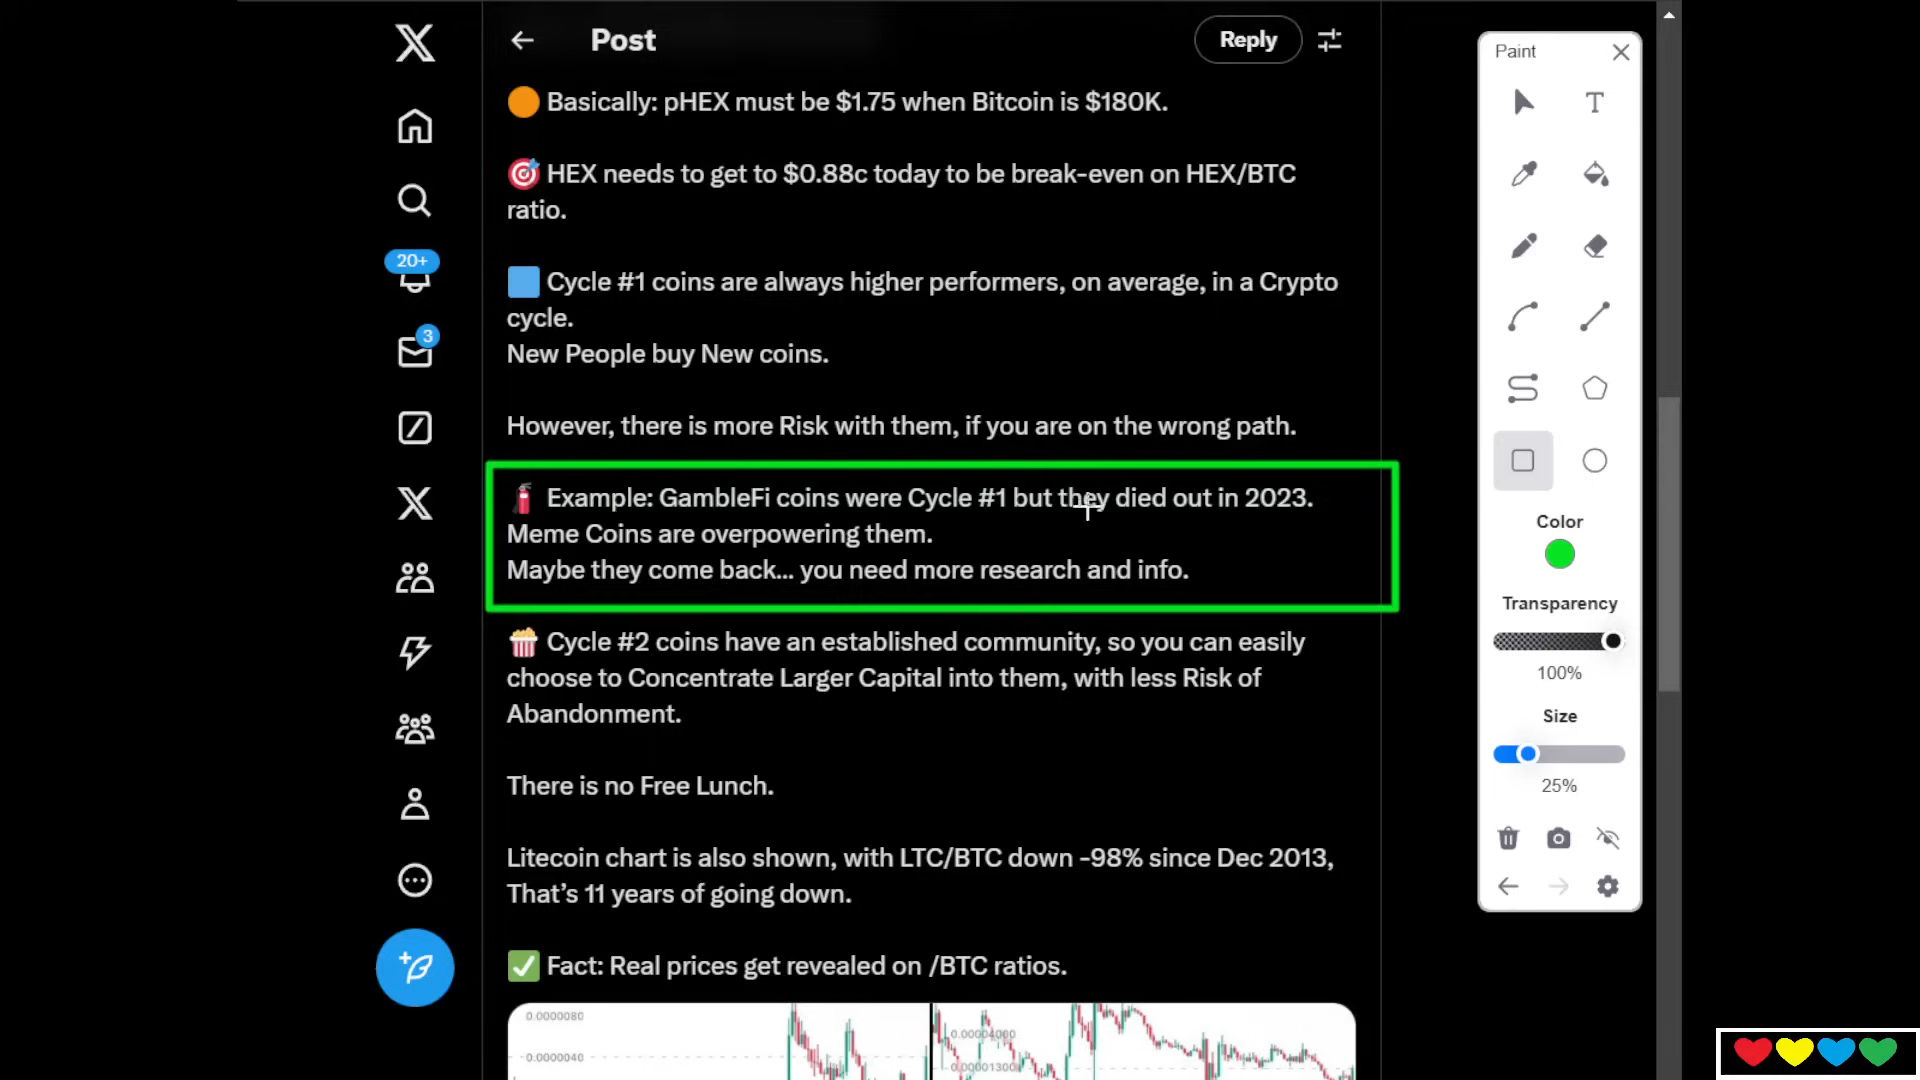 Post
Reply
Basically: pHEX must be $1.75 when Bitcoin is $180K.
HEX needs to get to $0.88c today to be break-even on HEX/BTC
ratio.
20+
Cycle #1 coins are always higher performers, on average, in a Crypto
cycle.
3
New People buy New coins.
However, there is more Risk with them, if you are on the wrong path.
Example: GambleFi coins were Cycle #1 but they died out in 2023.
Meme Coins are overpowering them.
Maybe they come back... you need more research and info.
Cycle #2 coins have an established community, so you can easily
choose to Concentrate Larger Capital into them, with less Risk of
Abandonment.
There is no Free Lunch.
Litecoin chart is also shown, with LTC/BTC down -98% since Dec 2013,
That's 11 years of going down.
Fact: Real prices get revealed on /BTC ratios.
0.0000080
0.0000040
0.00004000
0.00001300
Paint
T
Color
Transparency
100%
Size
25%